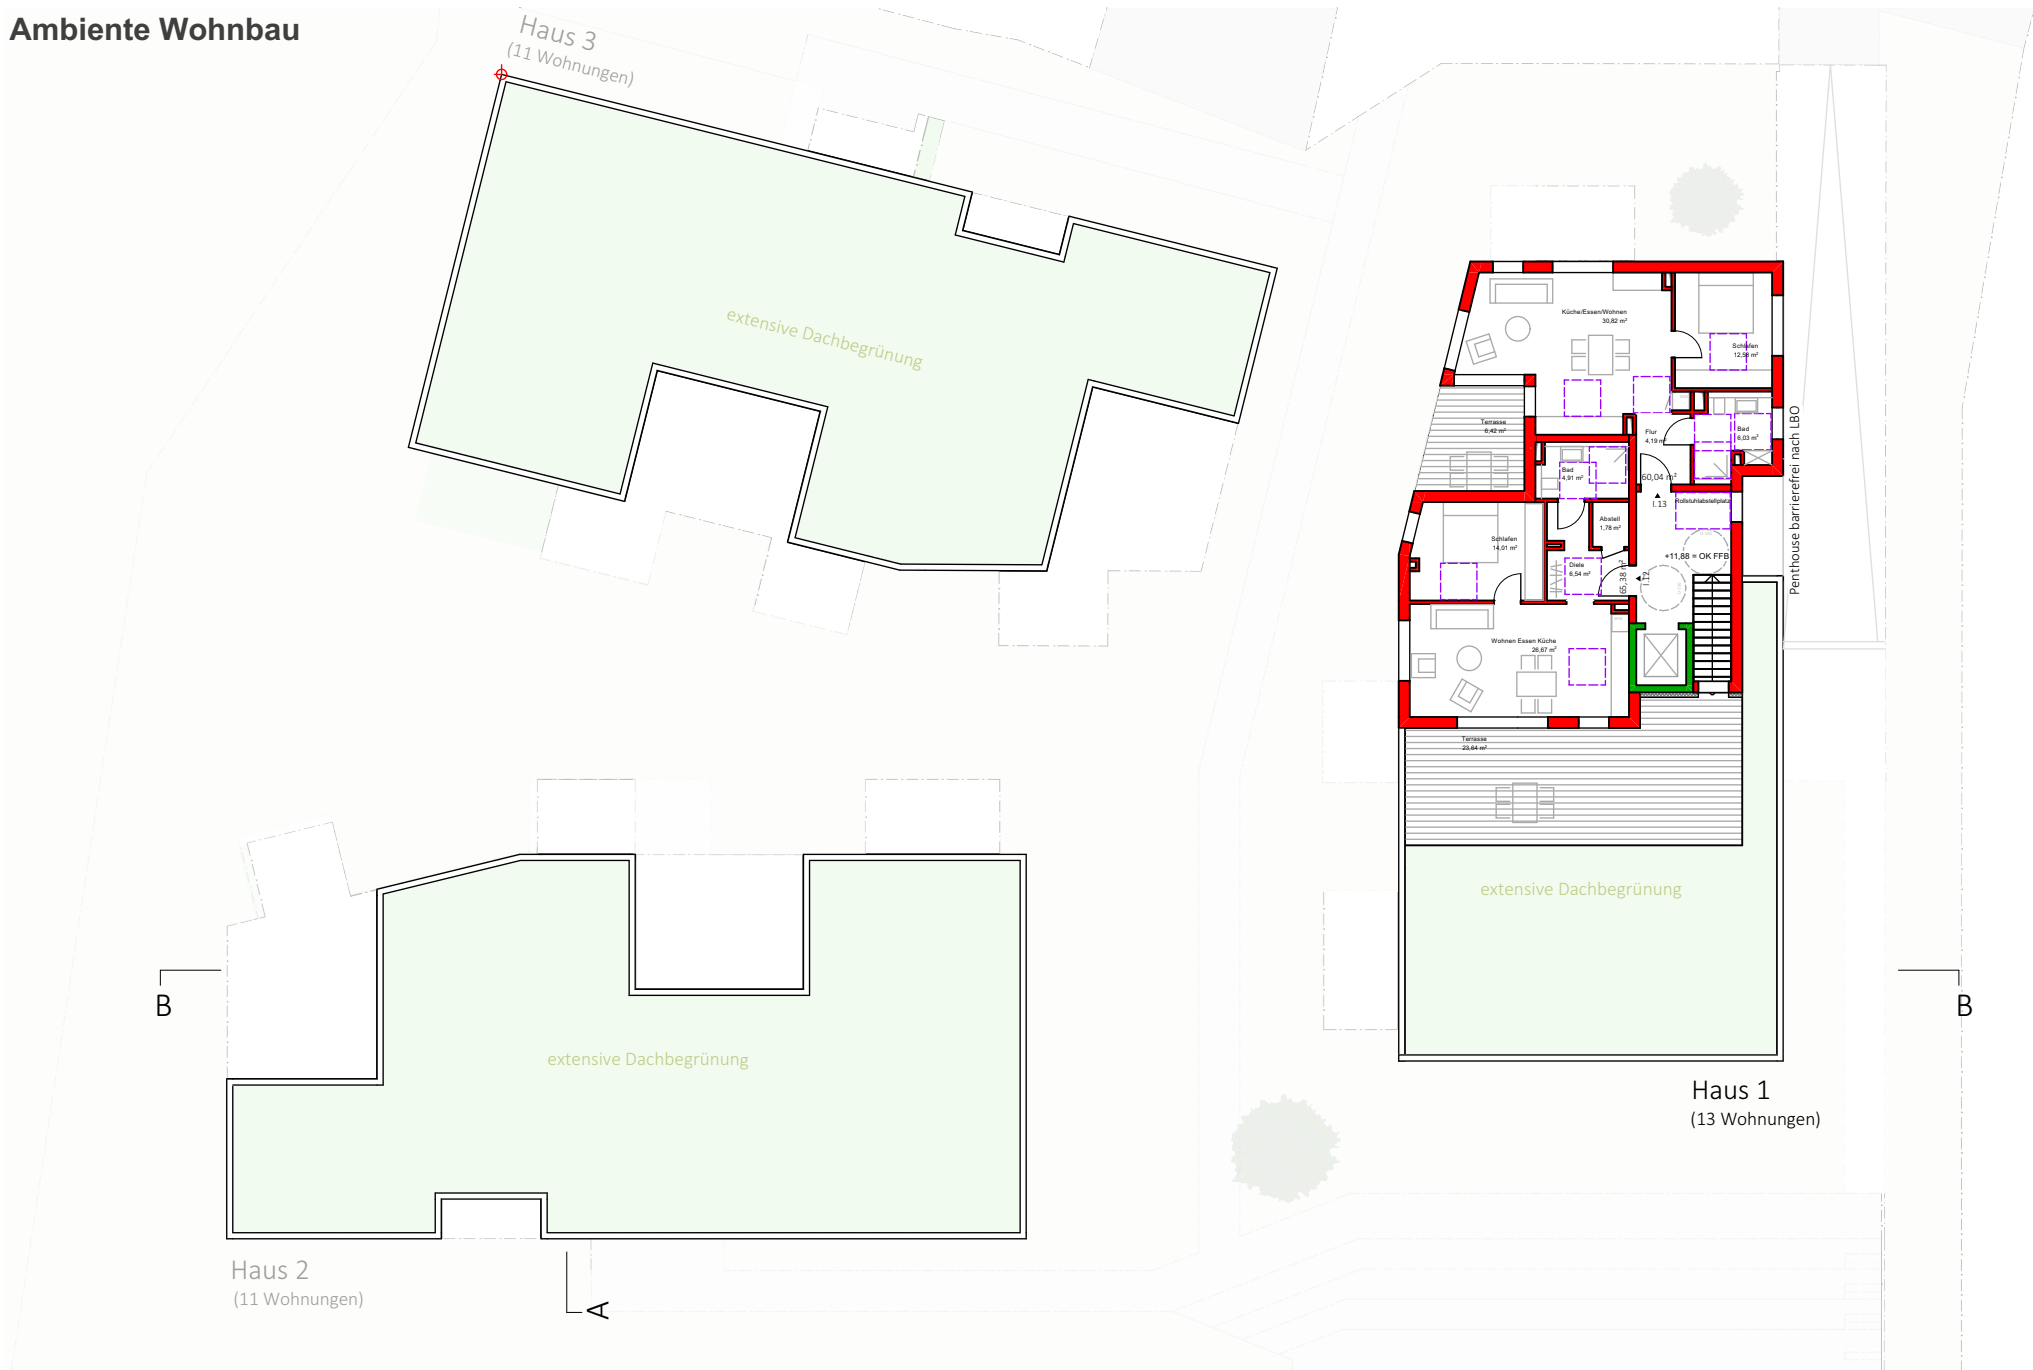 Ambiente Wohnbau
Haus 3
(11 Wohnungen)
extensive Dachbegrünung
Küche/Essen/Wohnen
30,82 m²
Schlafen
12,58 m²
Terrasse
6,42 m²
Flur
4,19 m²
Bad
6,03 m²
60,04 m²
I.13
Penthouse barrierefrei nach LBO
Bad
4,91 m²
Rollstuhlabstellplatz
Abstell
1,78 m²
Schlafen
14,01 m²
+11,88 = OK FFB
Diele
6,54 m²
65,38 m²
I.12
Wohnen Essen Küche
26,67 m²
Terrasse
23,64 m²
extensive Dachbegrünung
Haus 1
(13 Wohnungen)
B
B
extensive Dachbegrünung
Haus 2
(11 Wohnungen)
A